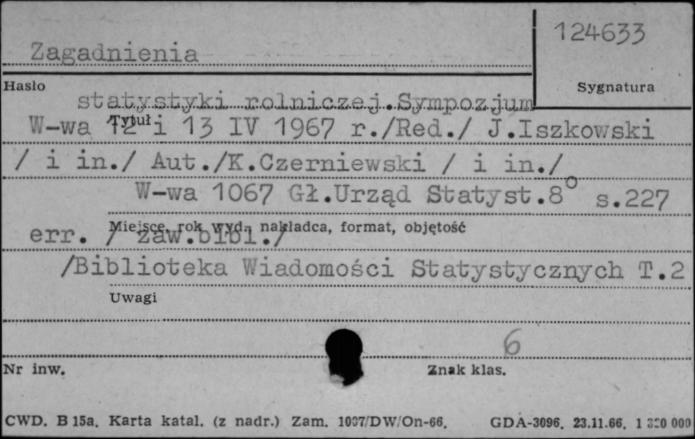 124633
Zagadnienia
Hasło
Sygnatura
statystyki rolniczej.Sympozjum
Tytuł
W-wa 12 i 13 IV 1967 r./Red./ J.Iszkowski
/ i in./ Aut./K.Czerniewski / i in./
W-wa 1067 Gł.Urząd Statyst.8° s.227
Miejsce, rok wyd., nakładca, format, objętość
err. / zaw.bibl./
/Biblioteka Wiadomości Statystycznych T.2
Uwagi
6
Nr inw.
Znak klas.
CWD. B 15a. Karta katal. (z nadr.) Zam. 1037/DW/On-66. GDA-3096. 23.11.66. 1 320 000